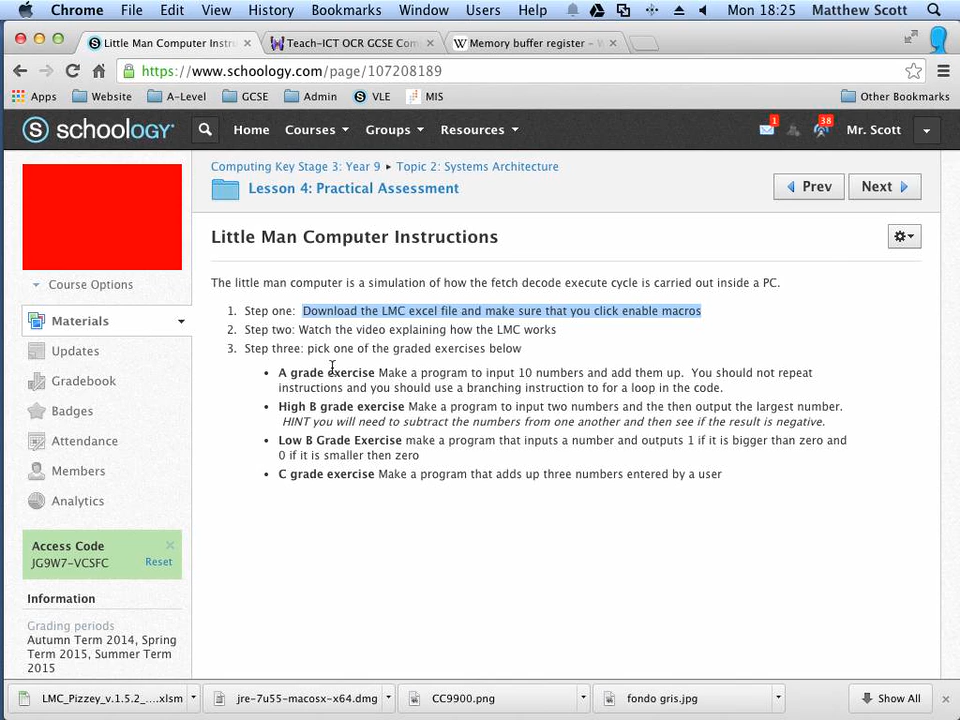 Chrome File Edit View History Bookmarks Window Users Help Mon 18:25 Matthew Scott
Little Man Computer Instru Teach-ICT OCR GCSE Com Memory buffer register – W
https://www.schoology.com/page/107208189
Apps Website A-Level GCSE Admin VLE MIS Other Bookmarks
S schoology Home Courses Groups Resources 1 38 Mr. Scott
Computing Key Stage 3: Year 9 ▸ Topic 2: Systems Architecture
Lesson 4: Practical Assessment Prev Next
Little Man Computer Instructions
Course Options
Materials
Updates
Gradebook
Badges
Attendance
Members
Analytics
Access Code
JG9W7-VCSFC Reset
Information
Grading periods
Autumn Term 2014, Spring
Term 2015, Summer Term
2015
The little man computer is a simulation of how the fetch decode execute cycle is carried out inside a PC.
1. Step one: Download the LMC excel file and make sure that you click enable macros
2. Step two: Watch the video explaining how the LMC works
3. Step three: pick one of the graded exercises below
• A grade exercise Make a program to input 10 numbers and add them up. You should not repeat
instructions and you should use a branching instruction to for a loop in the code.
• High B grade exercise Make a program to input two numbers and the then output the largest number.
HINT you will need to subtract the numbers from one another and then see if the result is negative.
• Low B Grade Exercise make a program that inputs a number and outputs 1 if it is bigger than zero and
0 if it is smaller then zero
• C grade exercise Make a program that adds up three numbers entered by a user
LMC_Pizzey_v.1.5.2_....xlsm jre-7u55-macosx-x64.dmg CC9900.png fondo gris.jpg Show All